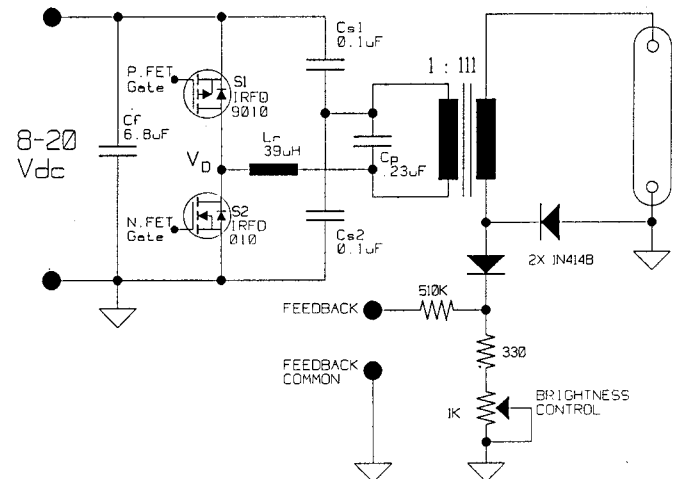 Cs1
0.1uF
1 : 111
P.FET
Gate
S1
IRFD
9010
Cf
6.8uF
8-20
Vdc
VD
Lr
39uH
Cp
.23uF
N.FET
Gate
S2
IRFD
010
Cs2
0.1uF
2X 1N4148
510K
FEEDBACK
330
FEEDBACK
COMMON
1K
BRIGHTNESS
CONTROL